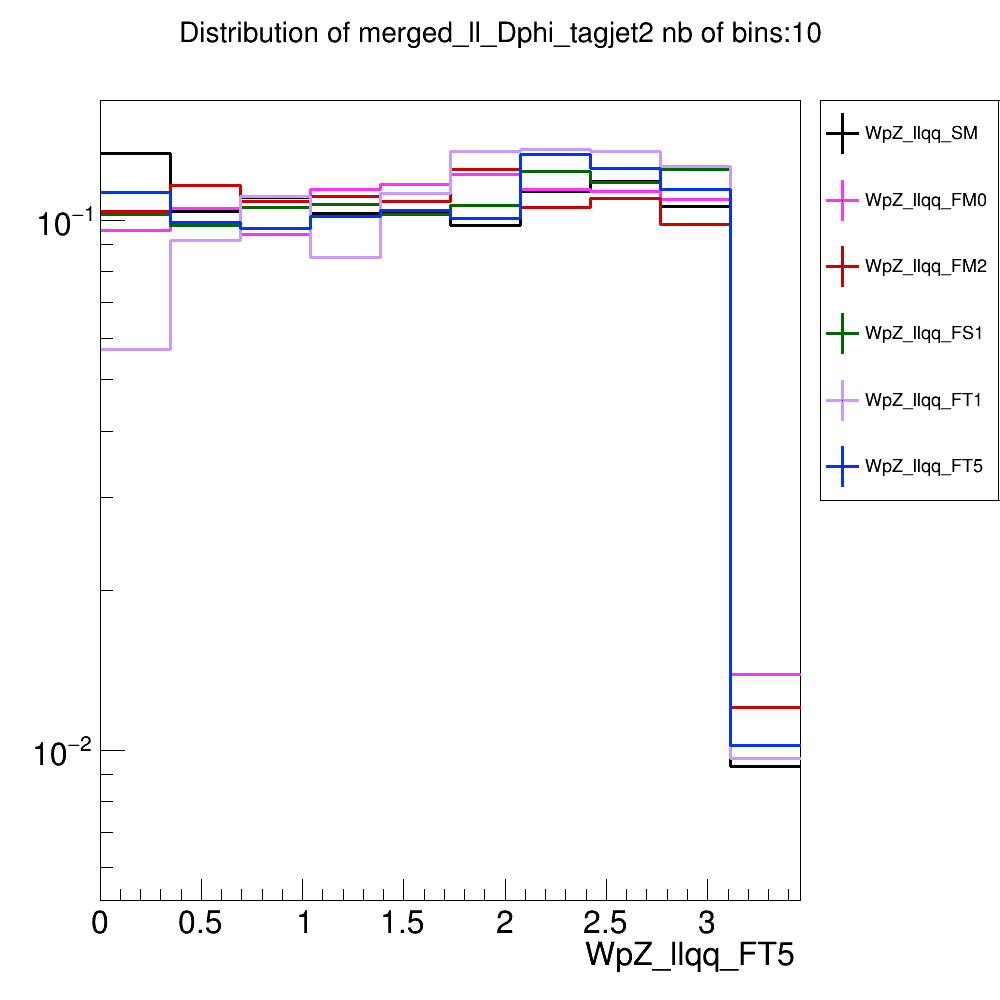 Distribution of merged_ll_Dphi_tagjet2 nb of bins:10
WpZ_llqq_SM
WpZ_llqq_FM0
WpZ_llqq_FM2
WpZ_llqq_FS1
WpZ_llqq_FT1
WpZ_llqq_FT5
10⁻¹
10⁻²
0 0.5 1 1.5 2 2.5 3
WpZ_llqq_FT5